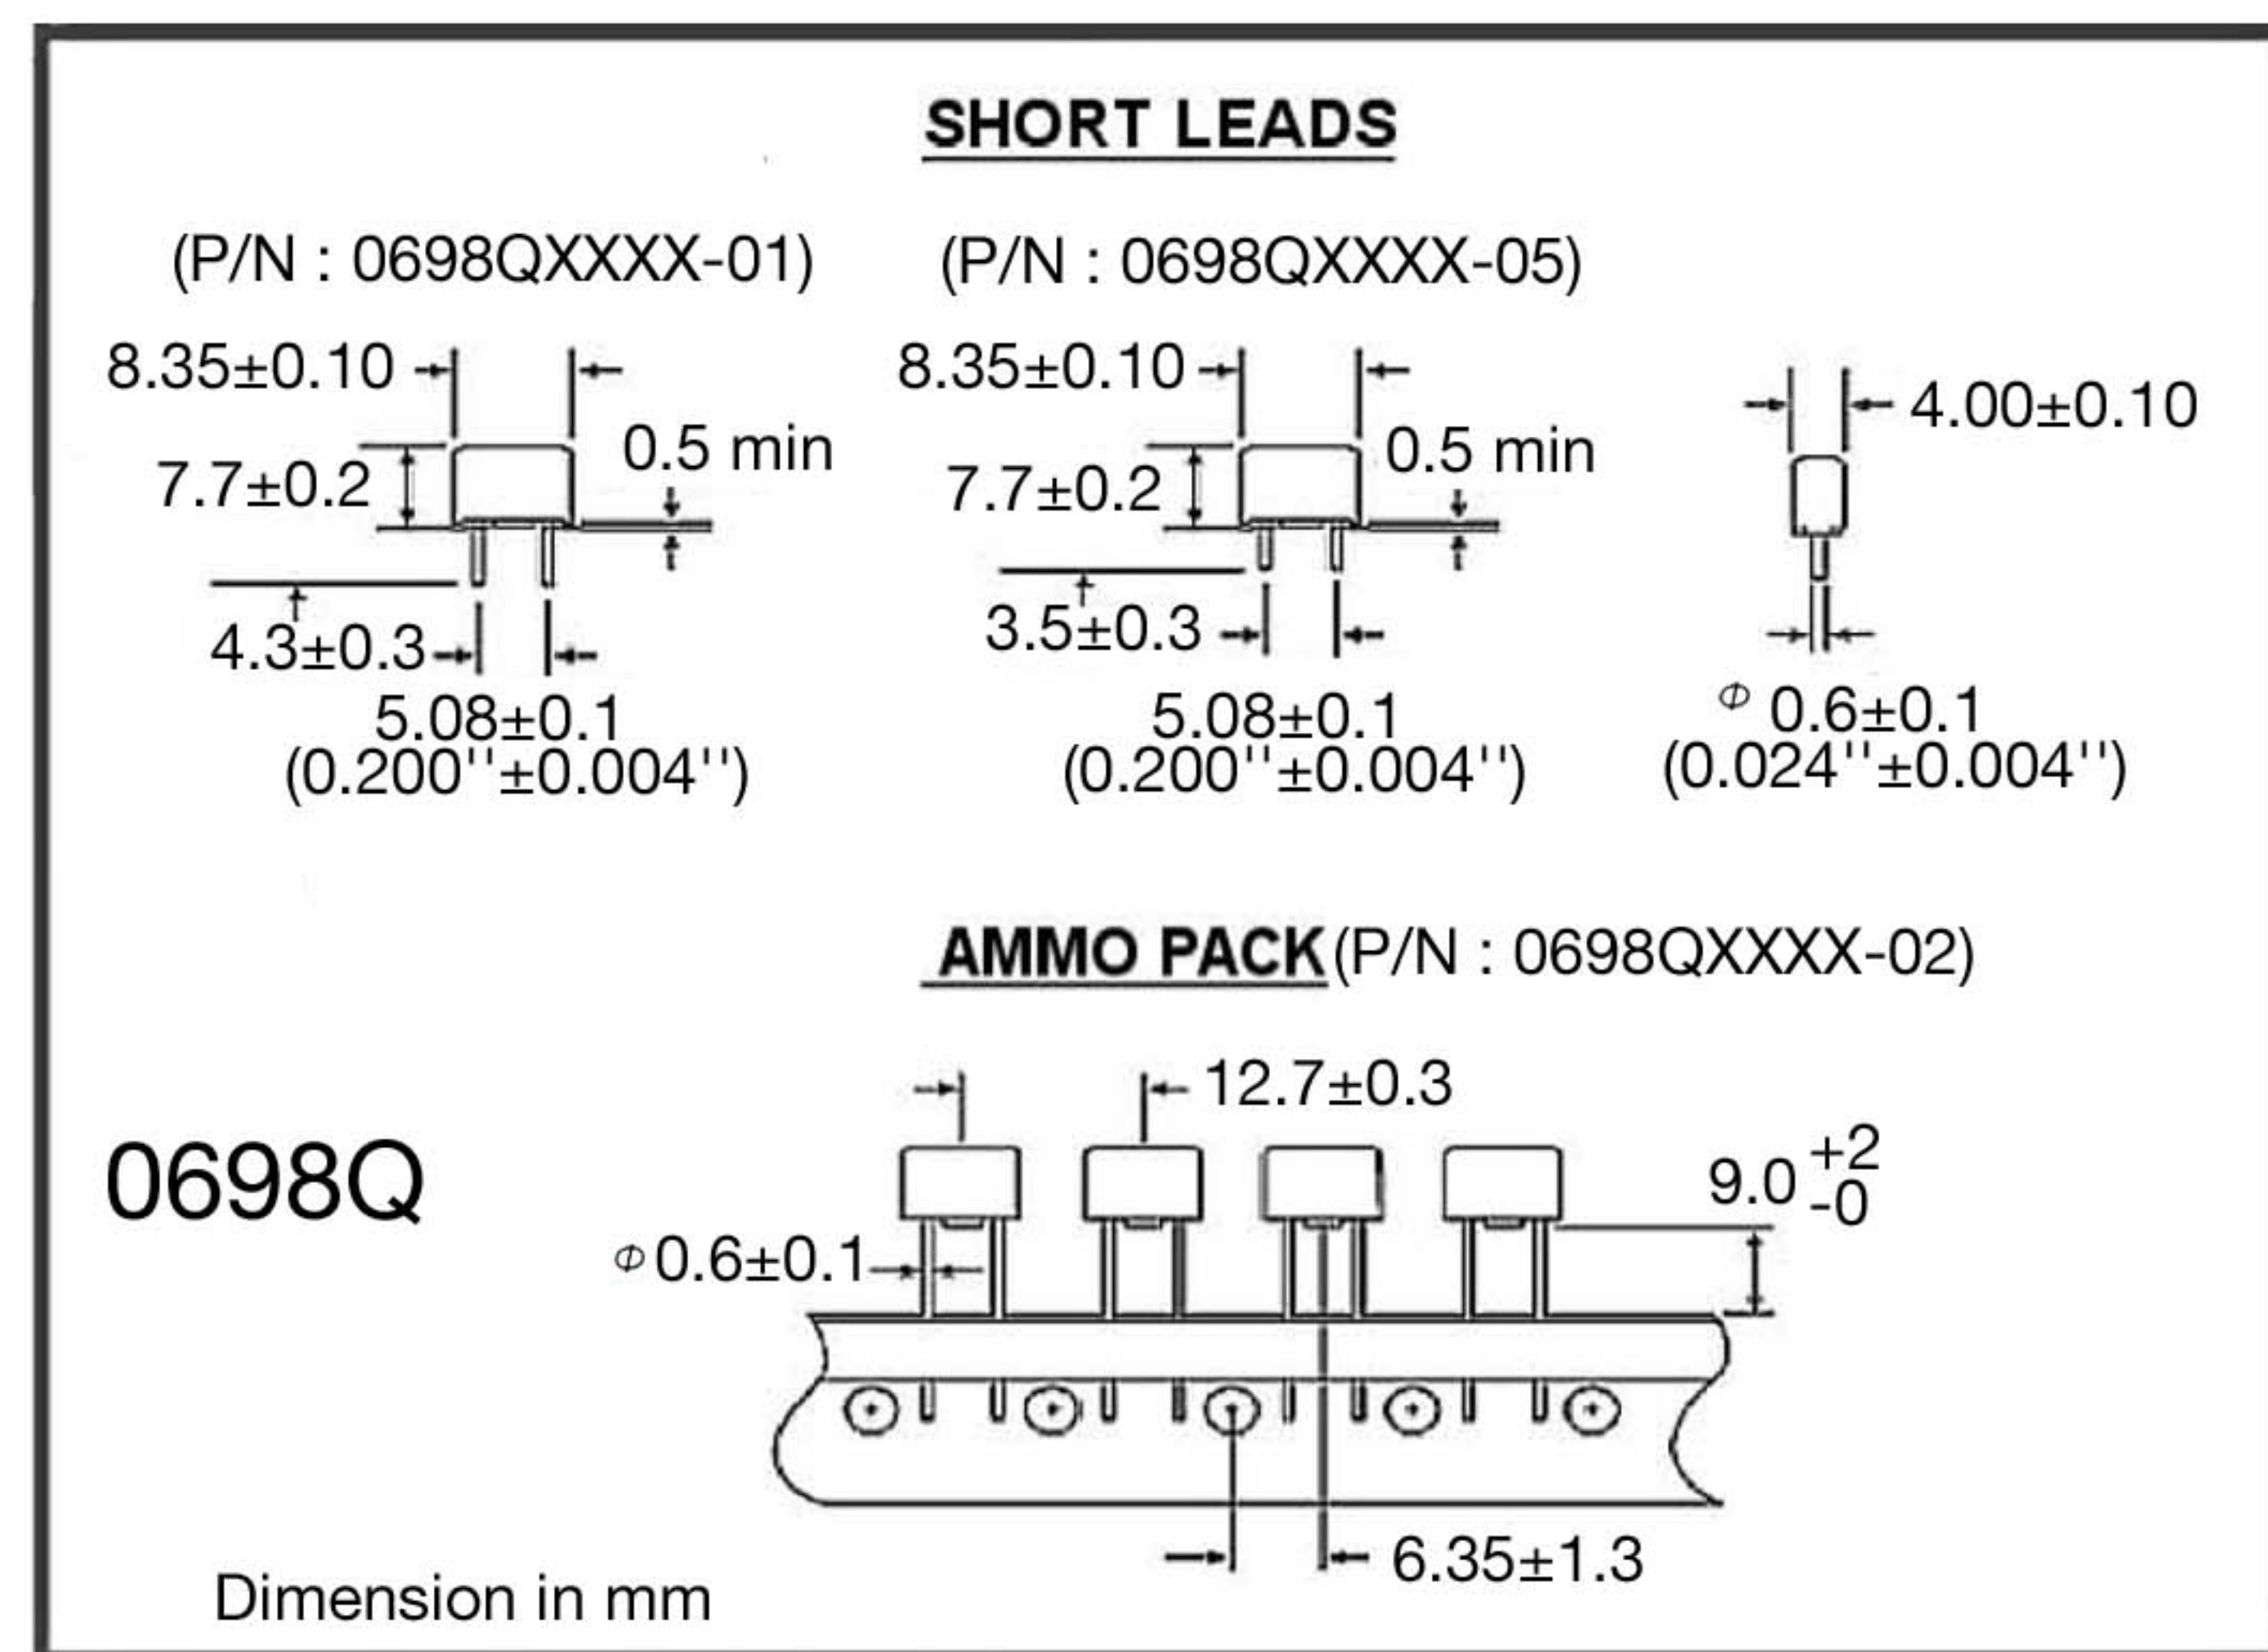 SHORT LEADS
(P/N : 0698QXXXX-01)
(P/N : 0698QXXXX-05)
8.35±0.10
8.35±0.10
4.00±0.10
0.5 min
0.5 min
7.7±0.2
7.7±0.2
4.3±0.3
3.5±0.3
5.08±0.1
(0.200''±0.004'')
5.08±0.1
(0.200''±0.004'')
Φ 0.6±0.1
(0.024''±0.004'')
AMMO PACK(P/N : 0698QXXXX-02)
12.7±0.3
9.0 +2 -0
0698Q
Φ0.6±0.1
6.35±1.3
Dimension in mm